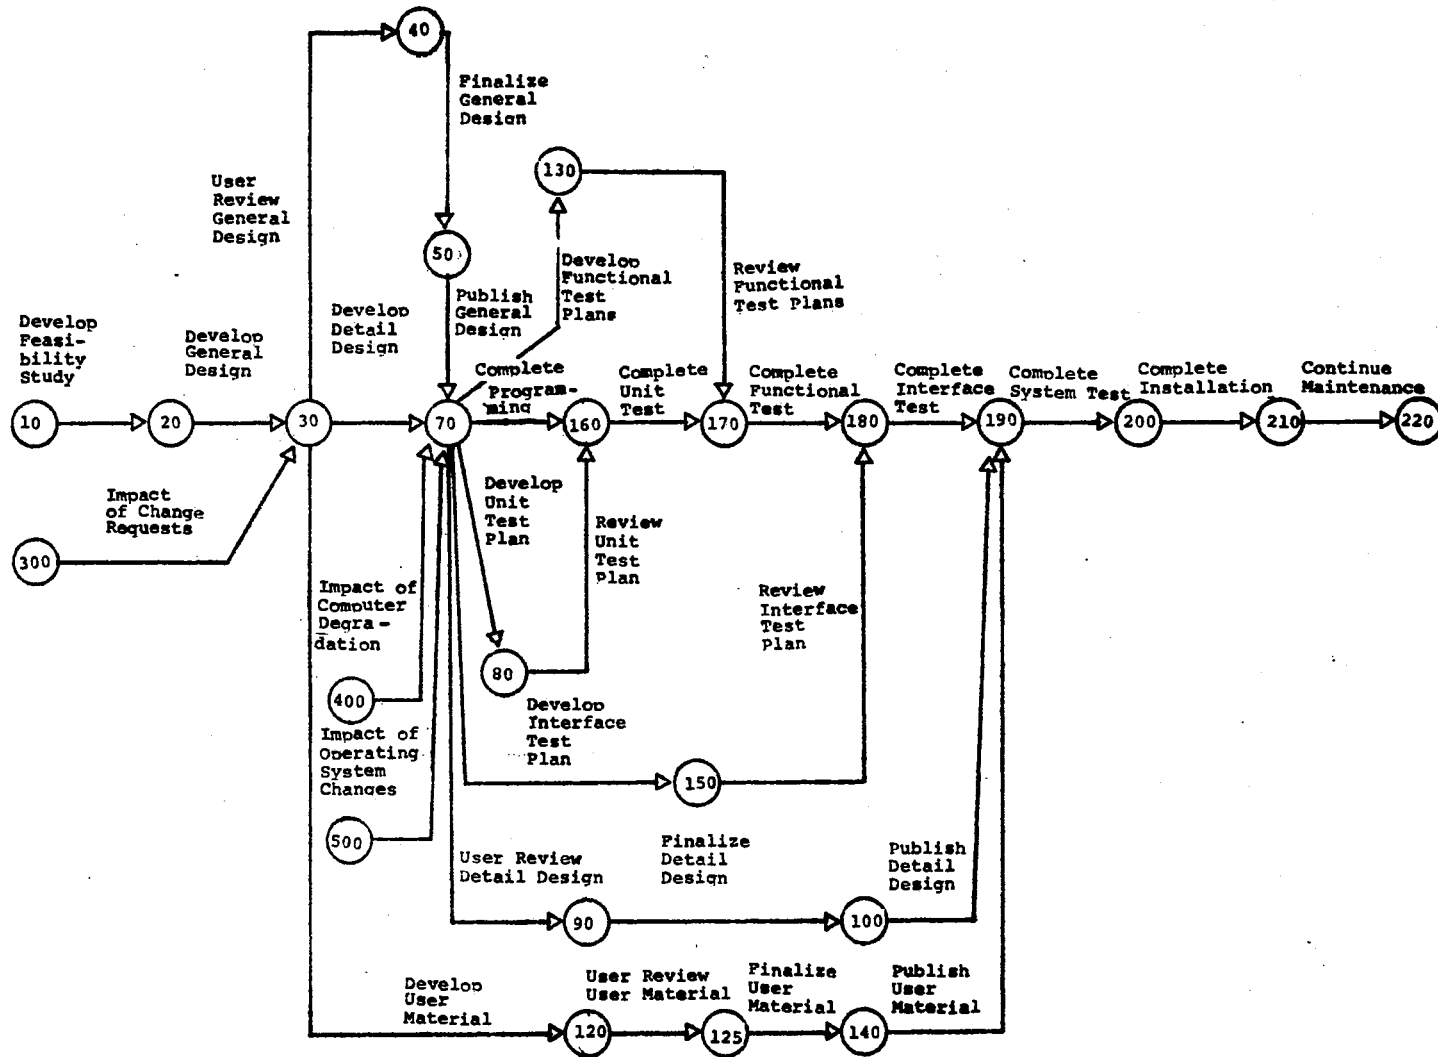 40
Finalize
General
Design
130
User
Review
General
Design
50
Develop
Functional
Test
Plans
Review
Functional
Test Plans
Publish
General
Design
Develop
Detail
Design
Develop
Feasi-
bility
Study
Develop
General
Design
Complete
Program-
ming
Complete
Unit
Test
Complete
Functional
Test
Complete
Interface
Test
Complete
System Test
Complete
Installation
Continue
Maintenance
10
20
30
70
160
170
180
190
200
210
220
Impact
of Change
Requests
300
Develop
Unit
Test
Plan
Review
Unit
Test
Plan
Impact of
Computer
Degra-
dation
Review
Interface
Test
Plan
80
400
Develop
Interface
Test
Plan
Impact of
Operating
System
Changes
150
500
User Review
Detail Design
Finalize
Detail
Design
Publish
Detail
Design
90
100
Develop
User
Material
User Review
User Material
Finalize
User
Material
Publish
User
Material
120
125
140